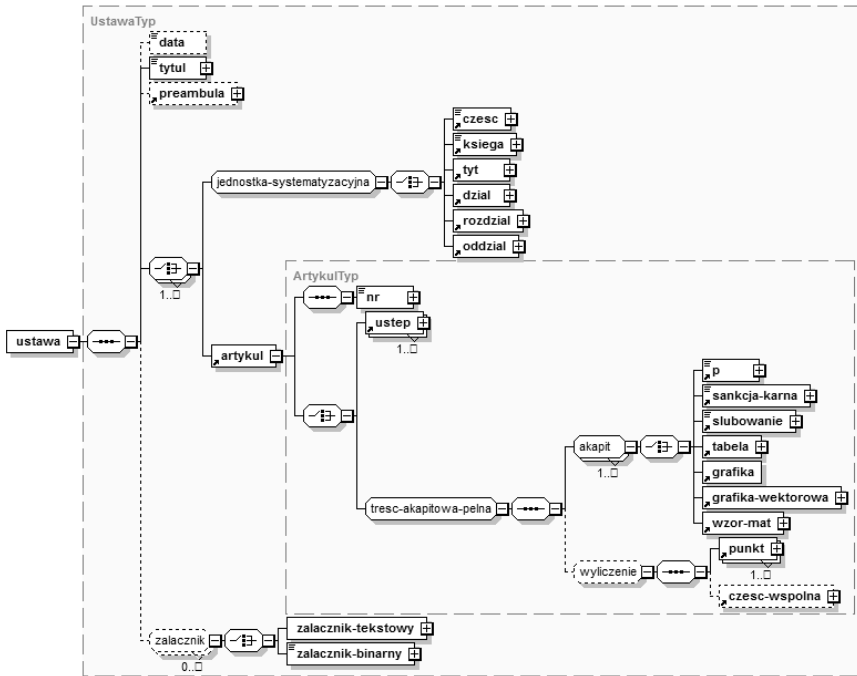 UstawaTyp
data
tytul
preambula
czesc
ksiega
jednostka-systematyzacyjna
tyt
dzial
rozdzial
oddzial
1..□
ArtykulTyp
nr
ustep
1..□
ustawa
artykul
p
sankcja-karna
slubowanie
akapit
tabela
1..□
grafika
grafika-wektorowa
tresc-akapitowa-pelna
wzor-mat
punkt
wyliczenie
1..□
czesc-wspolna
zalacznik-tekstowy
zalacznik
zalacznik-binarny
0..□